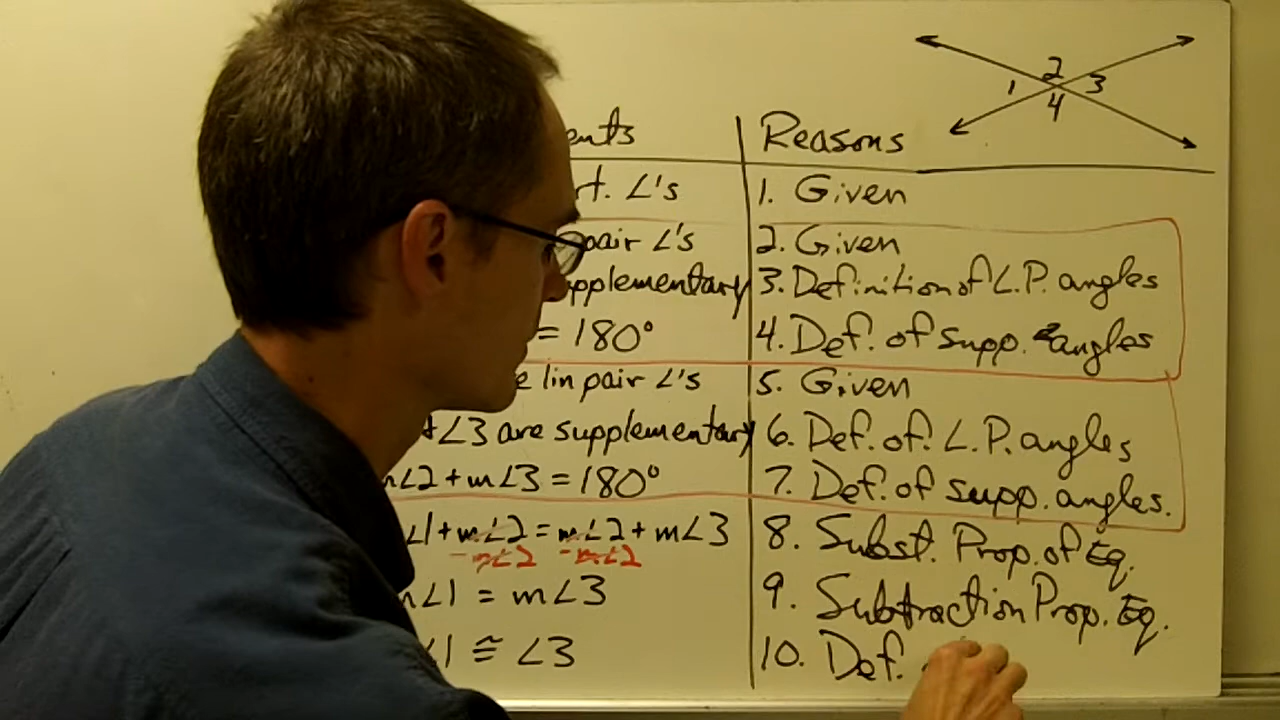 2
1 3
4
ents Reasons
rt. ∠'s 1. Given
pair ∠'s 2. Given
supplementary 3. Definition of L.P. angles
= 180° 4. Def. of supp. angles
e lin pair ∠'s 5. Given
∠3 are supplementary 6. Def. of. L.P. angles
m∠2 + m∠3 = 180° 7. Def. of supp. angles.
∠1 + m∠2 = m∠2 + m∠3 8. Subst. Prop. of Eq.
-m∠2 -m∠2
m∠1 = m∠3 9. Subtraction Prop. Eq.
∠1 ≅ ∠3 10. Def.